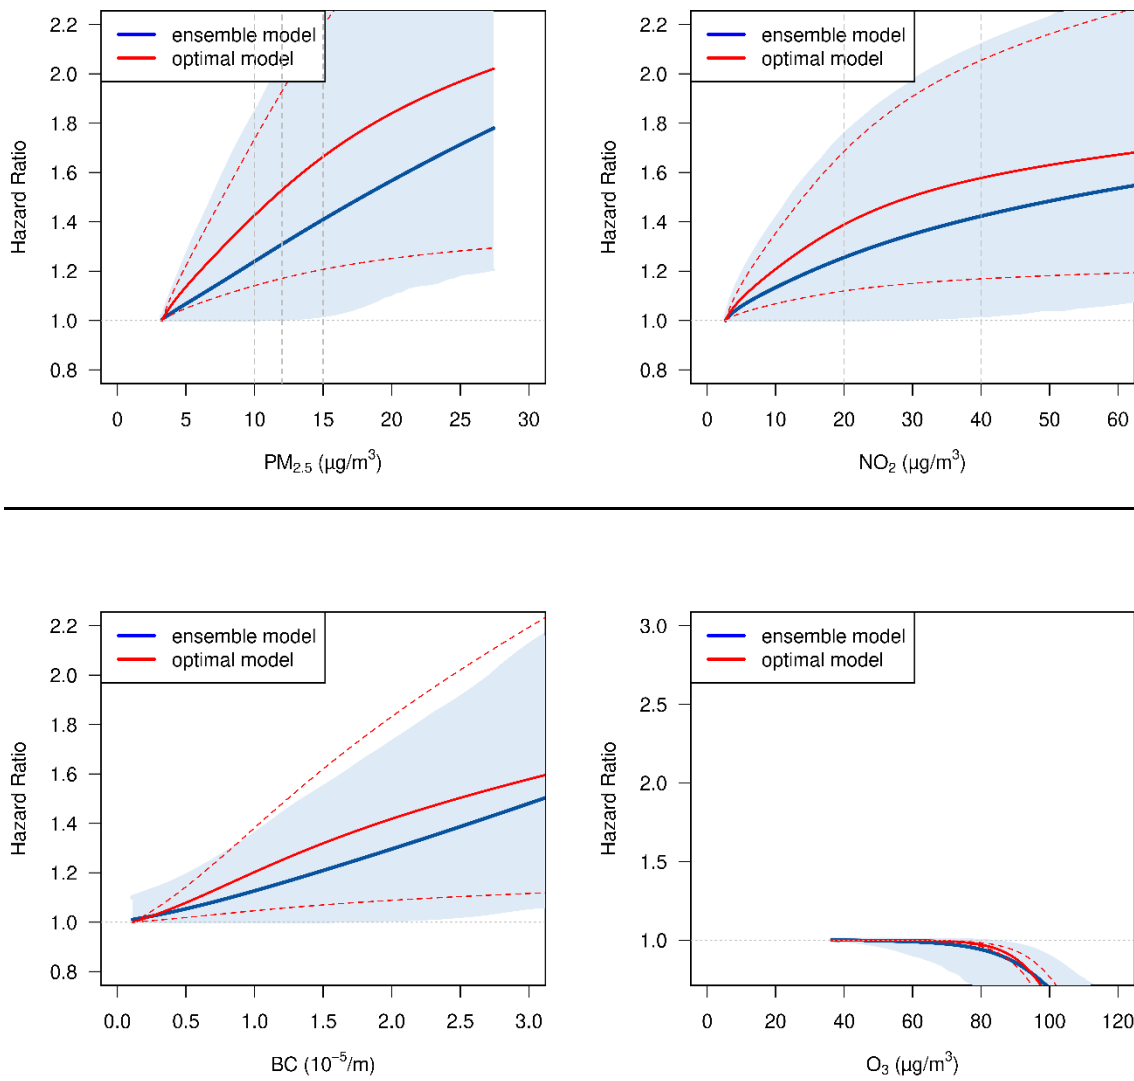 2.2
2.0
1.8
1.6
1.4
1.2
1.0
0.8
Hazard Ratio
ensemble model
optimal model
0 5 10 15 20 25 30
PM2.5 (µg/m³)
2.2
2.0
1.8
1.6
1.4
1.2
1.0
0.8
Hazard Ratio
ensemble model
optimal model
0 10 20 30 40 50 60
NO2 (µg/m³)
2.2
2.0
1.8
1.6
1.4
1.2
1.0
0.8
Hazard Ratio
ensemble model
optimal model
0.0 0.5 1.0 1.5 2.0 2.5 3.0
BC (10⁻⁵/m)
3.0
2.5
2.0
1.5
1.0
Hazard Ratio
ensemble model
optimal model
0 20 40 60 80 100 120
O3 (µg/m³)